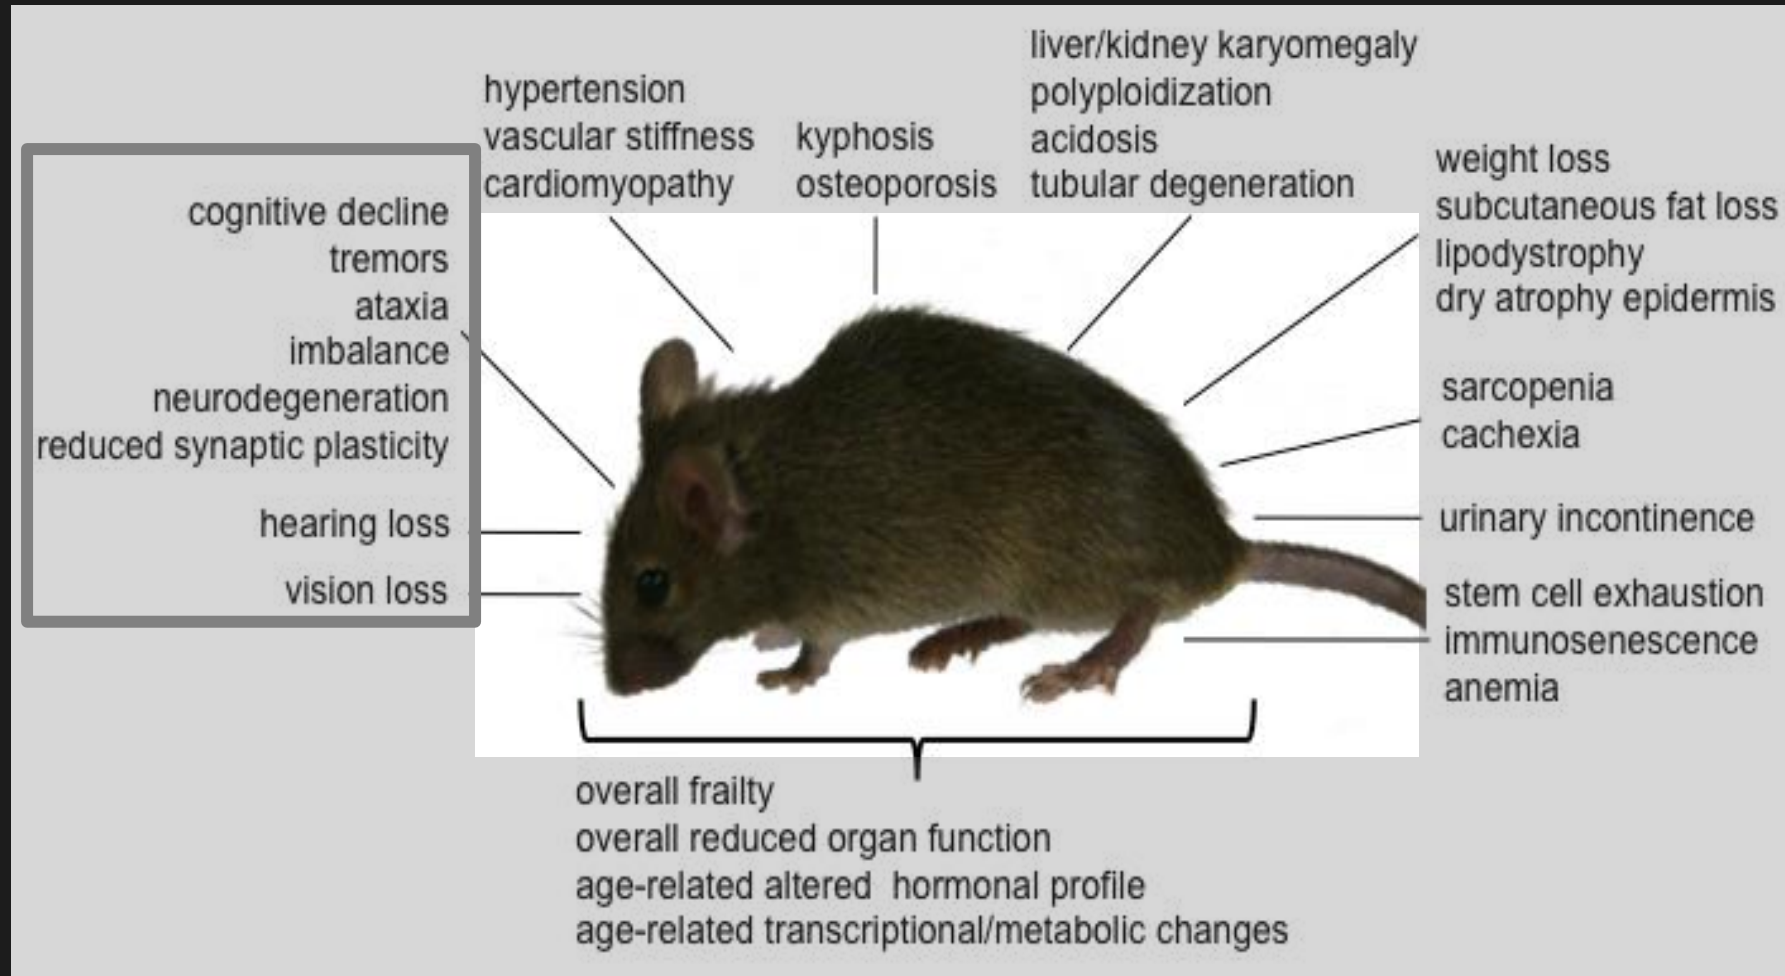 hypertension
vascular stiffness
cardiomyopathy
kyphosis
osteoporosis
liver/kidney karyomegaly
polyploidization
acidosis
tubular degeneration
cognitive decline
tremors
ataxia
imbalance
neurodegeneration
reduced synaptic plasticity
hearing loss
vision loss
weight loss
subcutaneous fat loss
lipodystrophy
dry atrophy epidermis
sarcopenia
cachexia
urinary incontinence
stem cell exhaustion
immunosenescence
anemia
overall frailty
overall reduced organ function
age-related altered hormonal profile
age-related transcriptional/metabolic changes